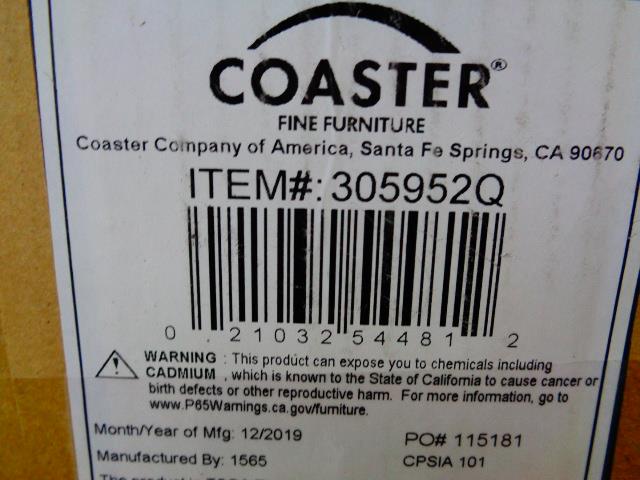 COASTER®
FINE FURNITURE
Coaster Company of America, Santa Fe Springs, CA 90670
ITEM#: 305952Q
0 21032 54481 2
WARNING : This product can expose you to chemicals including
CADMIUM , which is known to the State of California to cause cancer or
birth defects or other reproductive harm. For more information, go to
www.P65Warnings.ca.gov/furniture.
Month/Year of Mfg: 12/2019
PO# 115181
Manufactured By: 1565
CPSIA 101